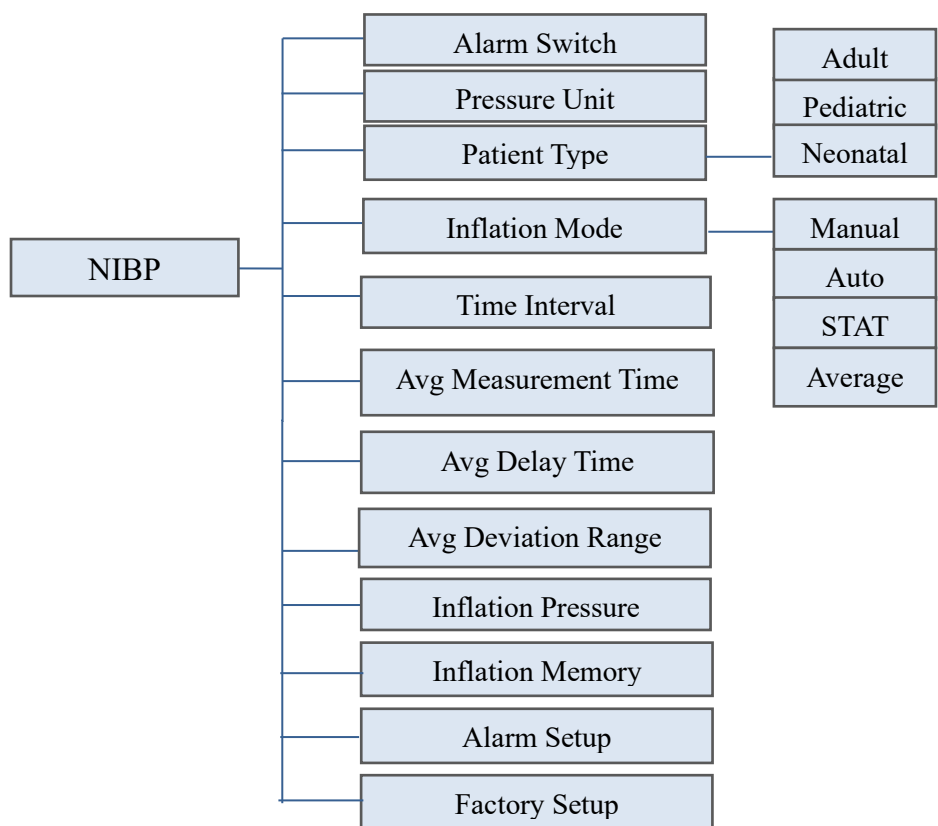 NIBP
Alarm Switch
Pressure Unit
Patient Type
Inflation Mode
Time Interval
Avg Measurement Time
Avg Delay Time
Avg Deviation Range
Inflation Pressure
Inflation Memory
Alarm Setup
Factory Setup
Adult
Pediatric
Neonatal
Manual
Auto
STAT
Average